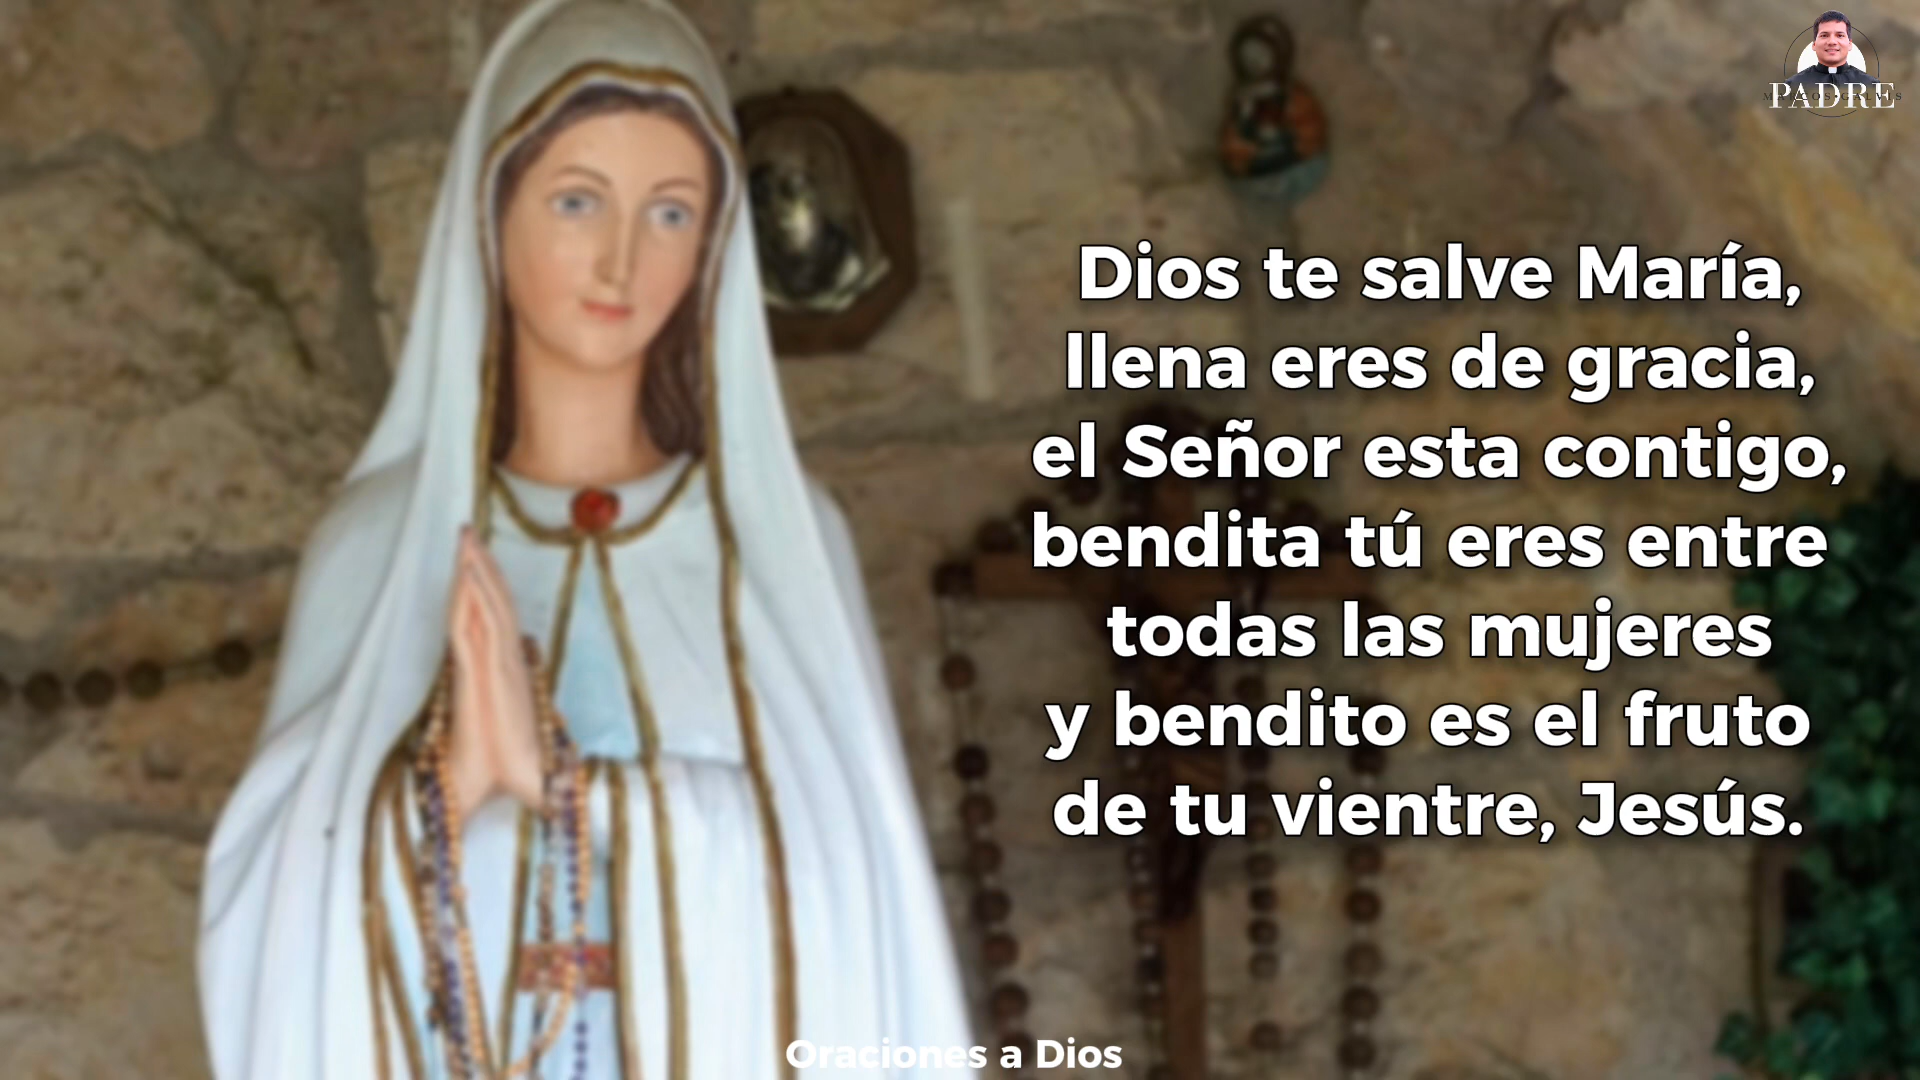 PADRE
Dios te salve María,
llena eres de gracia,
el Señor esta contigo,
bendita tú eres entre
todas las mujeres
y bendito es el fruto
de tu vientre, Jesús.
Oraciones a Dios